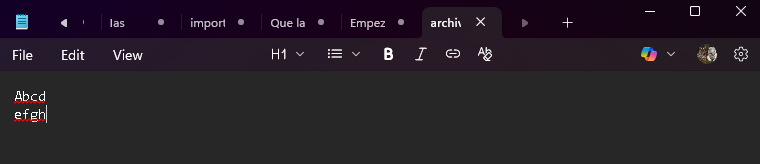 las
import
Que la
Empez
archiv
File Edit View H1 B I
Abcd
efgh